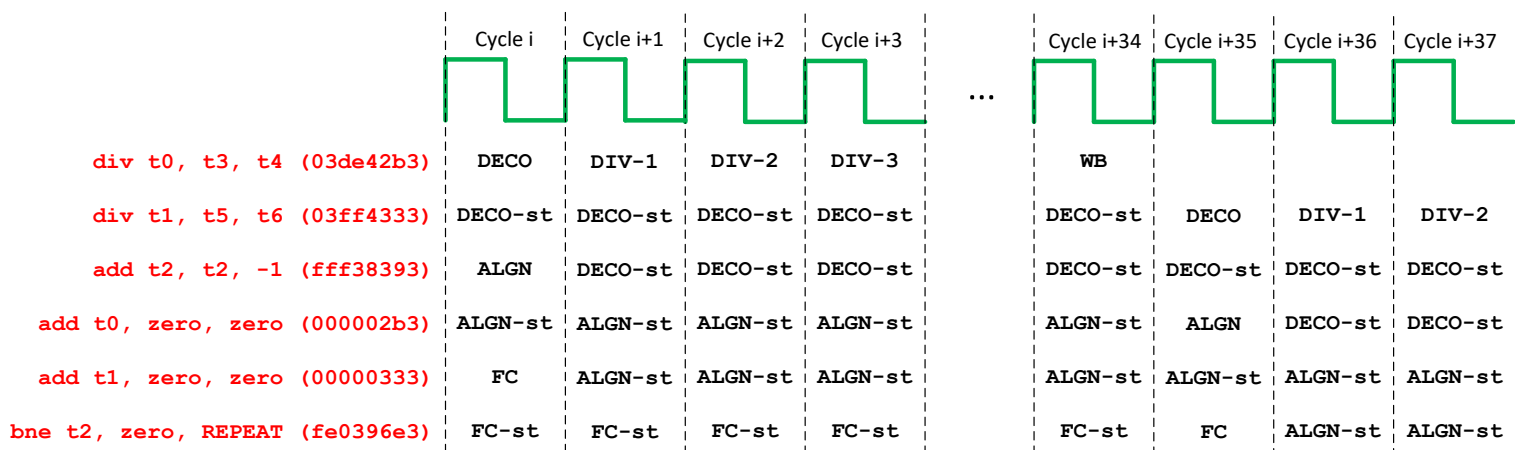 Cycle i Cycle i+1 Cycle i+2 Cycle i+3 ... Cycle i+34 Cycle i+35 Cycle i+36 Cycle i+37
div t0, t3, t4 (03de42b3) DECO DIV-1 DIV-2 DIV-3 WB
div t1, t5, t6 (03ff4333) DECO-st DECO-st DECO-st DECO-st DECO-st DECO DIV-1 DIV-2
add t2, t2, -1 (fff38393) ALGN DECO-st DECO-st DECO-st DECO-st DECO-st DECO-st DECO-st
add t0, zero, zero (000002b3) ALGN-st ALGN-st ALGN-st ALGN-st ALGN-st ALGN DECO-st DECO-st
add t1, zero, zero (00000333) FC ALGN-st ALGN-st ALGN-st ALGN-st ALGN-st ALGN-st ALGN-st
bne t2, zero, REPEAT (fe0396e3) FC-st FC-st FC-st FC-st FC-st FC ALGN-st ALGN-st